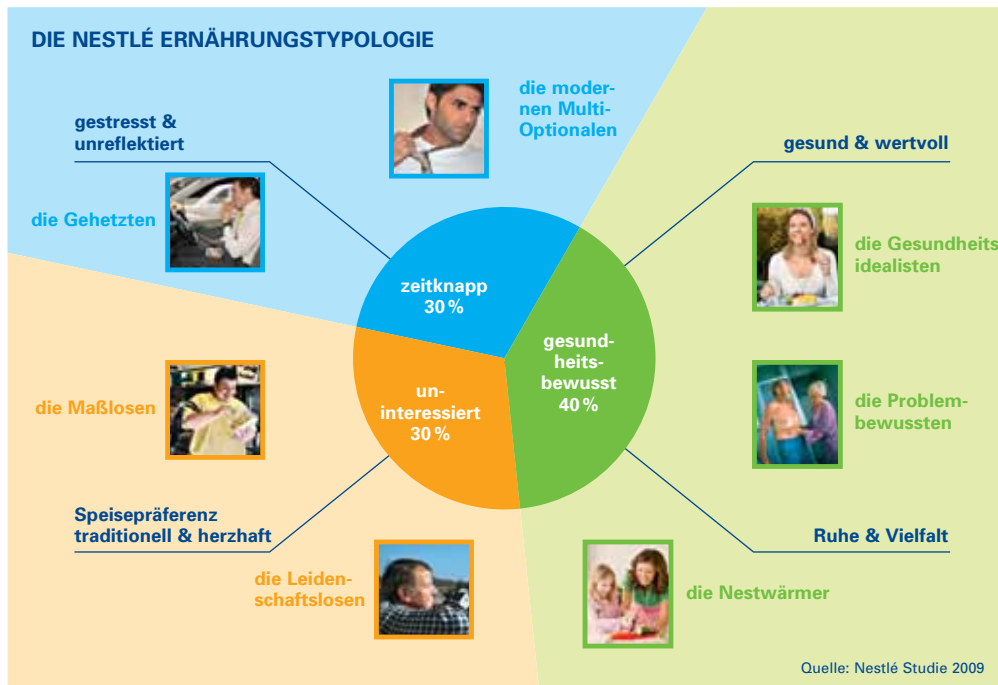 DIE NESTLÉ ERNÄHRUNGSTYPOLOGIE
die moder-
nen Multi-
Optionalen
gestresst &
unreflektiert
gesund & wertvoll
die Gehetzten
die Gesundheits
idealisten
zeitknapp
30 %
gesund-
heits-
bewusst
40 %
un-
interessiert
30 %
die Maßlosen
die Problem-
bewussten
Speisepräferenz
traditionell & herzhaft
Ruhe & Vielfalt
die Leiden-
schaftslosen
die Nestwärmer
Quelle: Nestlé Studie 2009